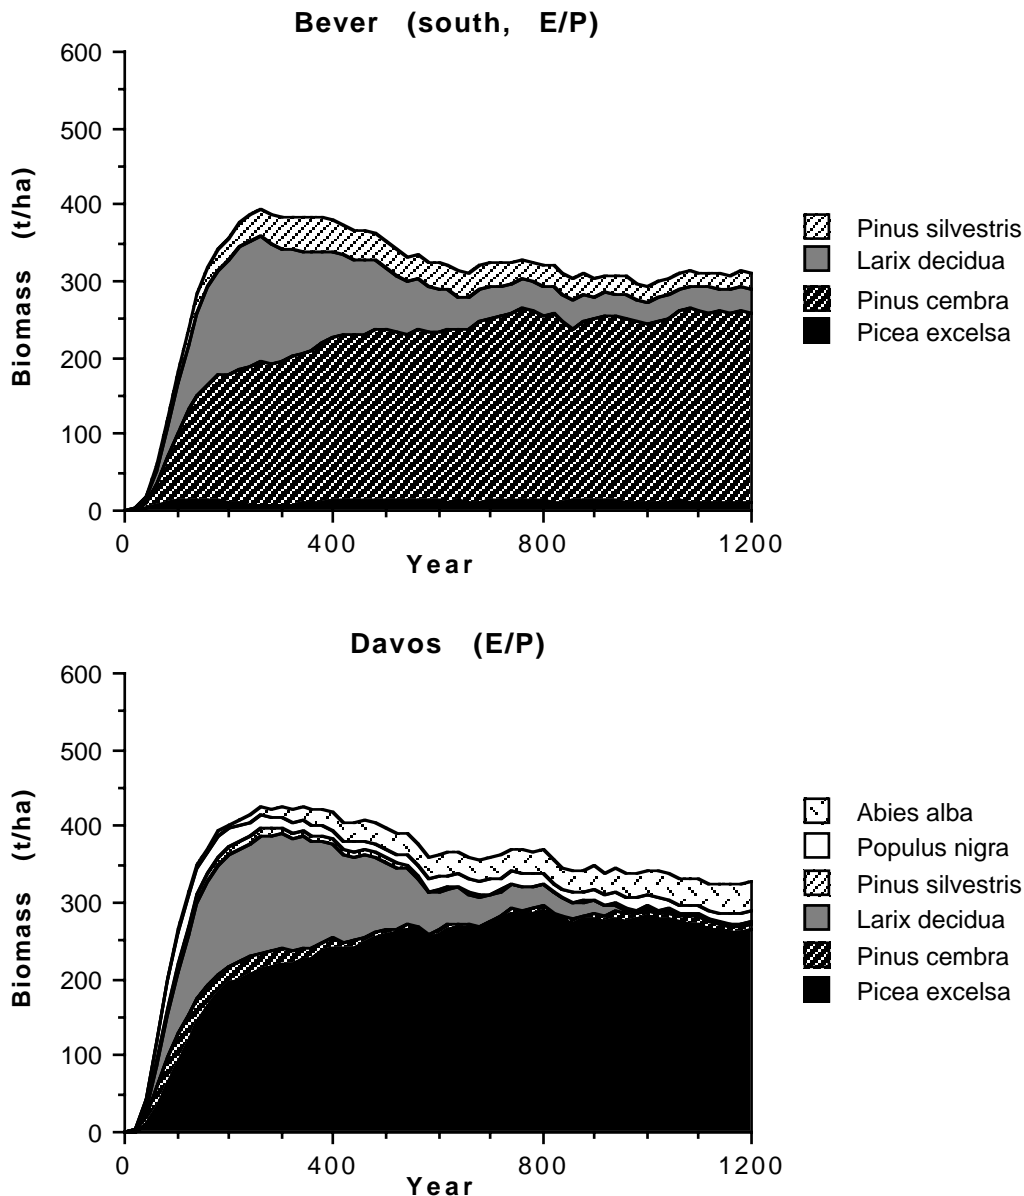 Bever (south, E/P)
600
500
400
300
200
100
0
Biomass (t/ha)
0 400 800 1200
Year
Pinus silvestris
Larix decidua
Pinus cembra
Picea excelsa
Davos (E/P)
600
500
400
300
200
100
0
Biomass (t/ha)
0 400 800 1200
Year
Abies alba
Populus nigra
Pinus silvestris
Larix decidua
Pinus cembra
Picea excelsa